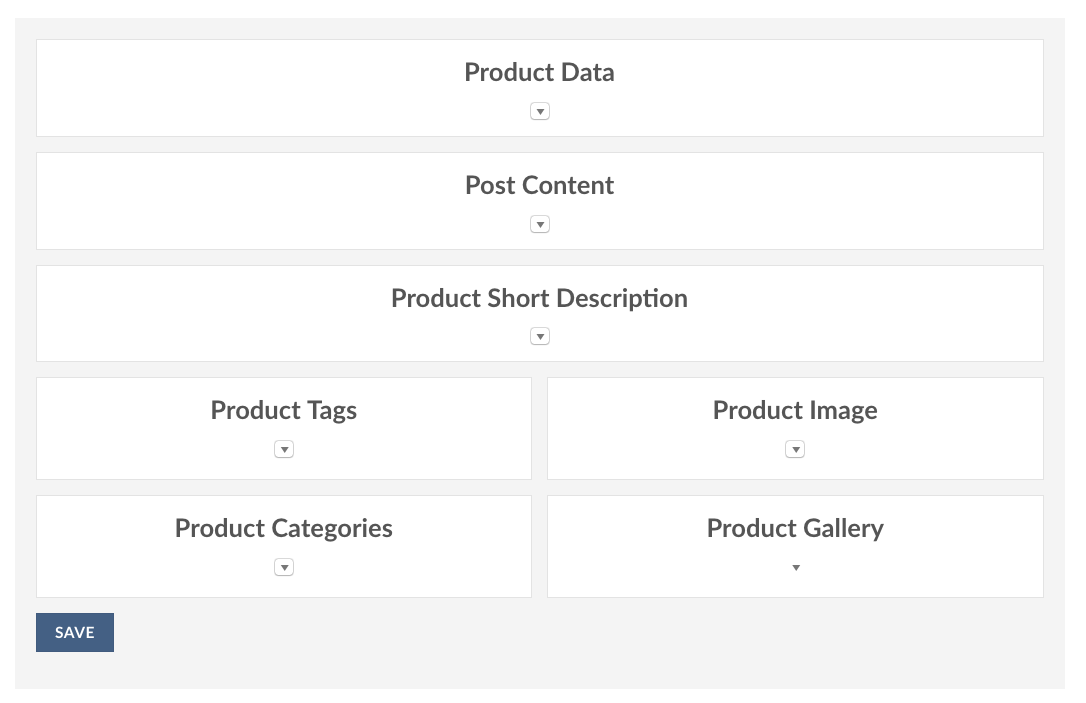 Product Data
Post Content
Product Short Description
Product Tags
Product Image
Product Categories
Product Gallery
SAVE